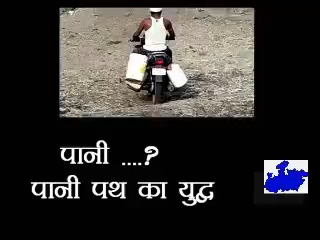 पानी ....?
पानी पथ का युद्ध